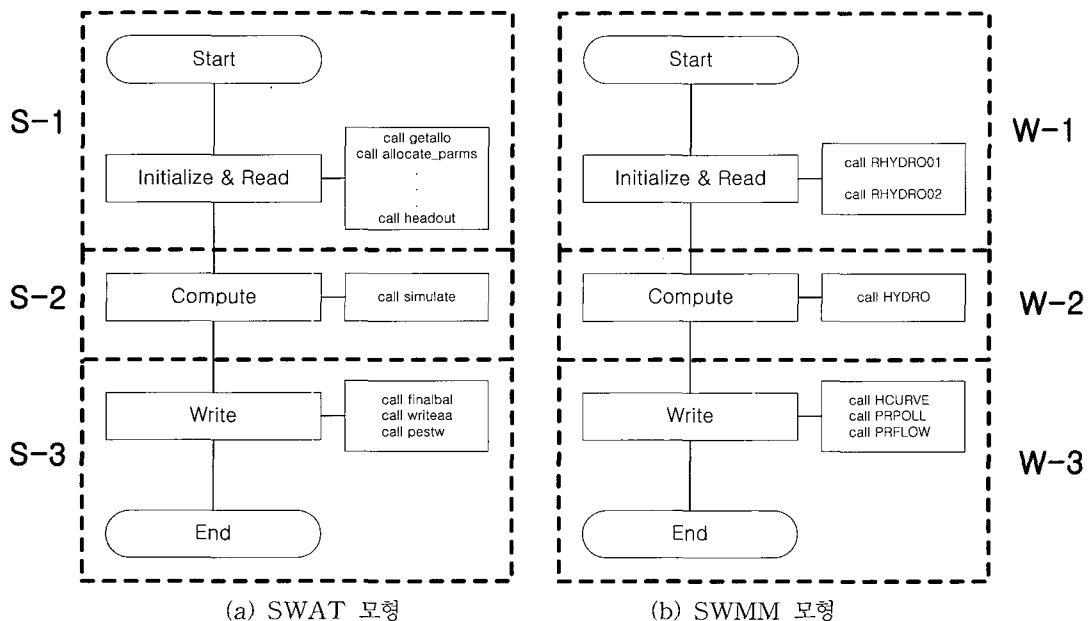 Start
S-1
call getallo
call allocate_parms
.
.
.
call headout
Initialize & Read
S-2
Compute
call simulate
Write
call finalbal
call writeaa
call pestw
S-3
End
(a) SWAT 모형
Start
W-1
Initialize & Read
call RHYDRO01
call RHYDRO02
Compute
call HYDRO
W-2
Write
call HCURVE
call PRPOLL
call PRFLOW
W-3
End
(b) SWMM 모형